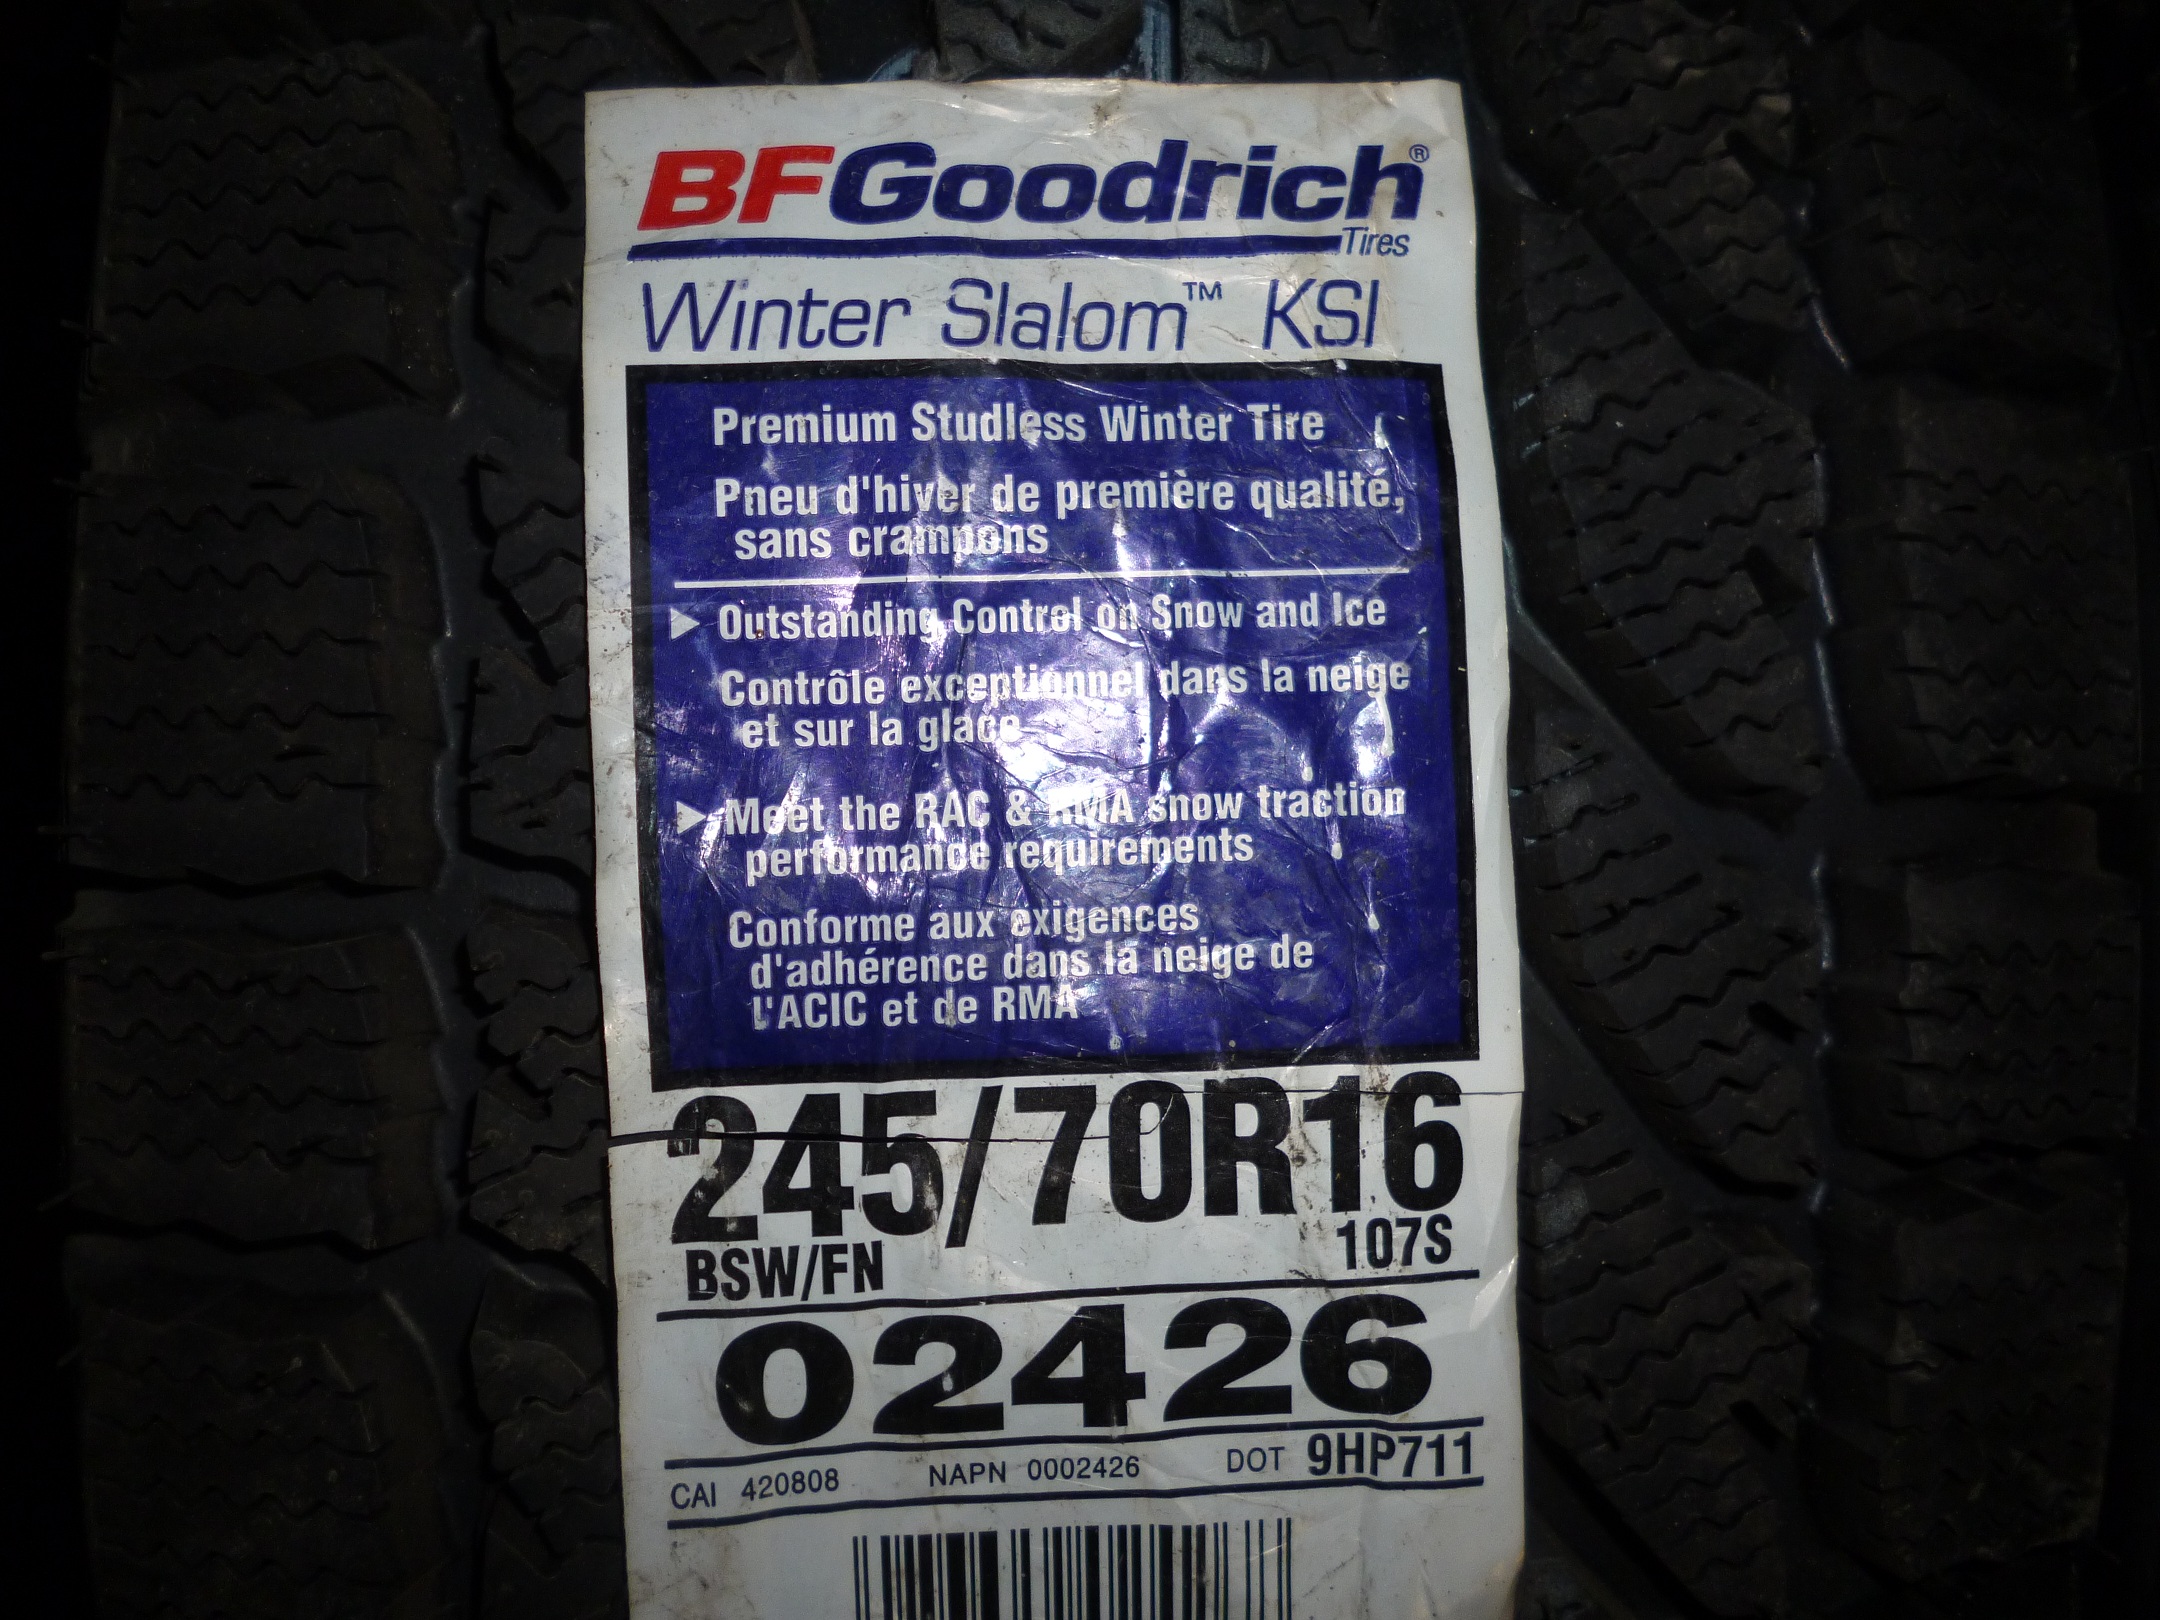 BFGoodrich®
Tires
Winter Slalom™ KSI
Premium Studless Winter Tire
Pneu d'hiver de première qualité,
sans crampons
▶ Outstanding Control on Snow and Ice
Contrôle exceptionnel dans la neige
et sur la glace
▶ Meet the RAC & RMA snow traction
performance requirements
Conforme aux exigences
d'adhérence dans la neige de
l'ACIC et de RMA
245/70R16
BSW/FN 107S
02426
CAI 420808 NAPN 0002426 DOT 9HP711